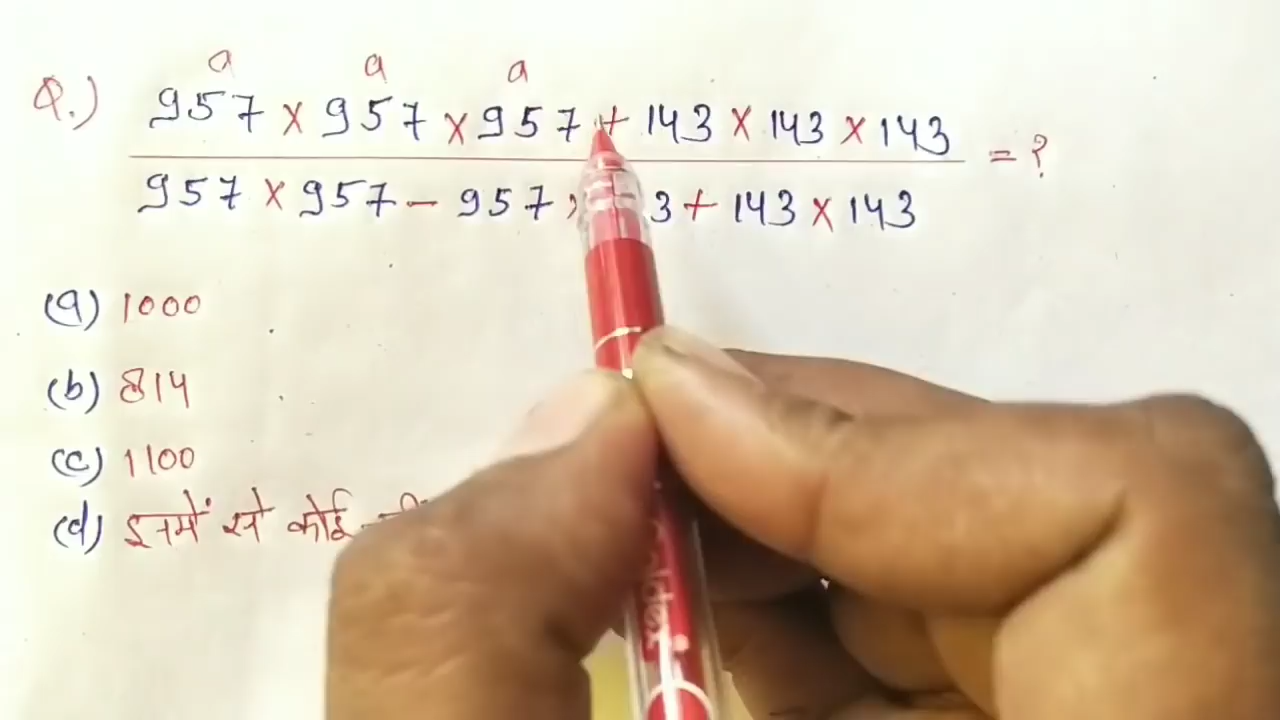 a a a
Q.) 957 x 957 x 957 + 143 x 143 x 143 = ?
957 x 957 - 957 3 + 143 x 143
(a) 1000
(b) 814
(c) 1100
(d) इनमें से कोई